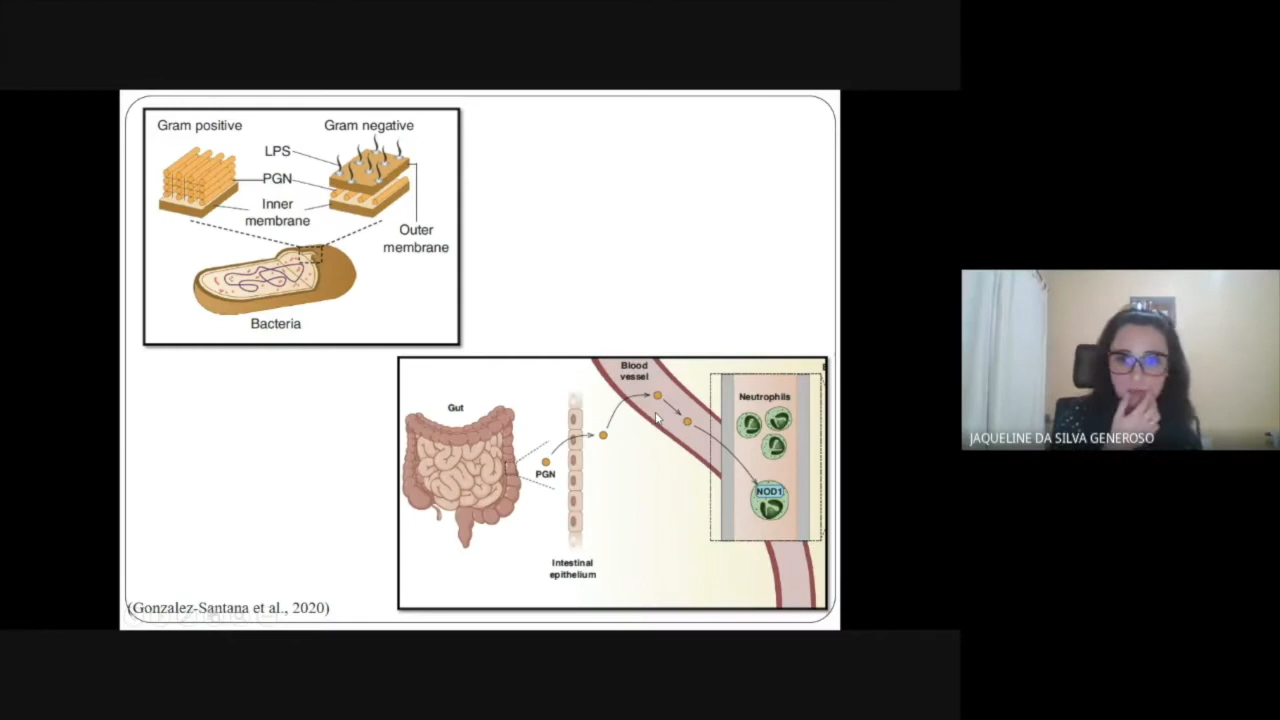 Gram positive
Gram negative
LPS
PGN
Inner
membrane
Outer
membrane
Bacteria
Blood
vessel
Gut
Neutrophils
PGN
NOD1
Intestinal
epithelium
(Gonzalez-Santana et al., 2020)
JAQUELINE DA SILVA GENEROSO